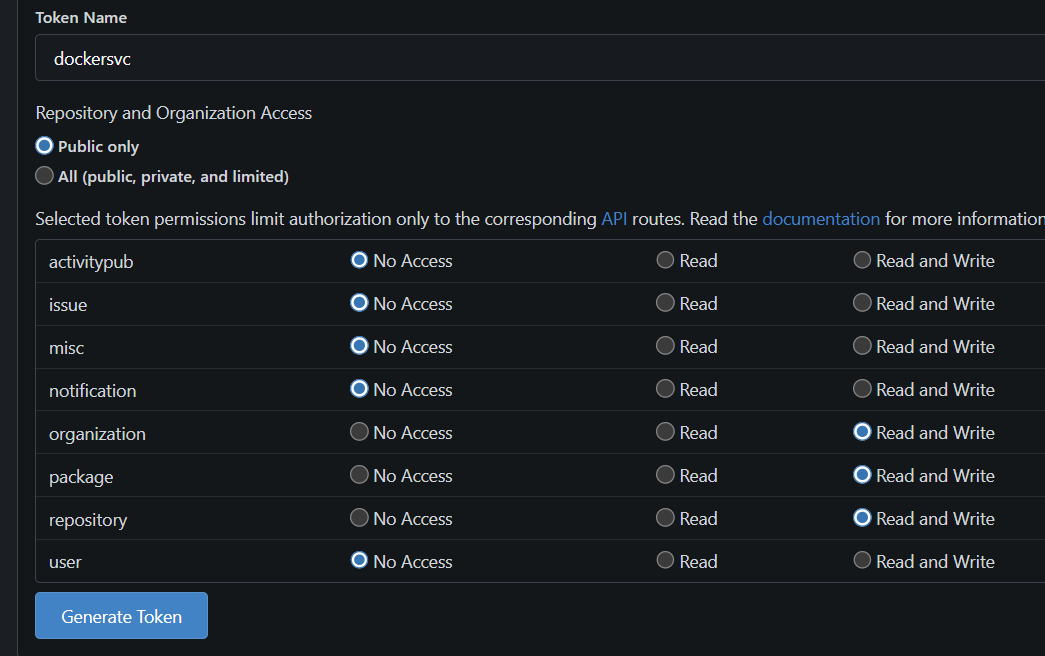 Token Name
dockersvc
Repository and Organization Access
Public only
All (public, private, and limited)
Selected token permissions limit authorization only to the corresponding API routes. Read the documentation for more information
activitypub No Access Read Read and Write
issue No Access Read Read and Write
misc No Access Read Read and Write
notification No Access Read Read and Write
organization No Access Read Read and Write
package No Access Read Read and Write
repository No Access Read Read and Write
user No Access Read Read and Write
Generate Token